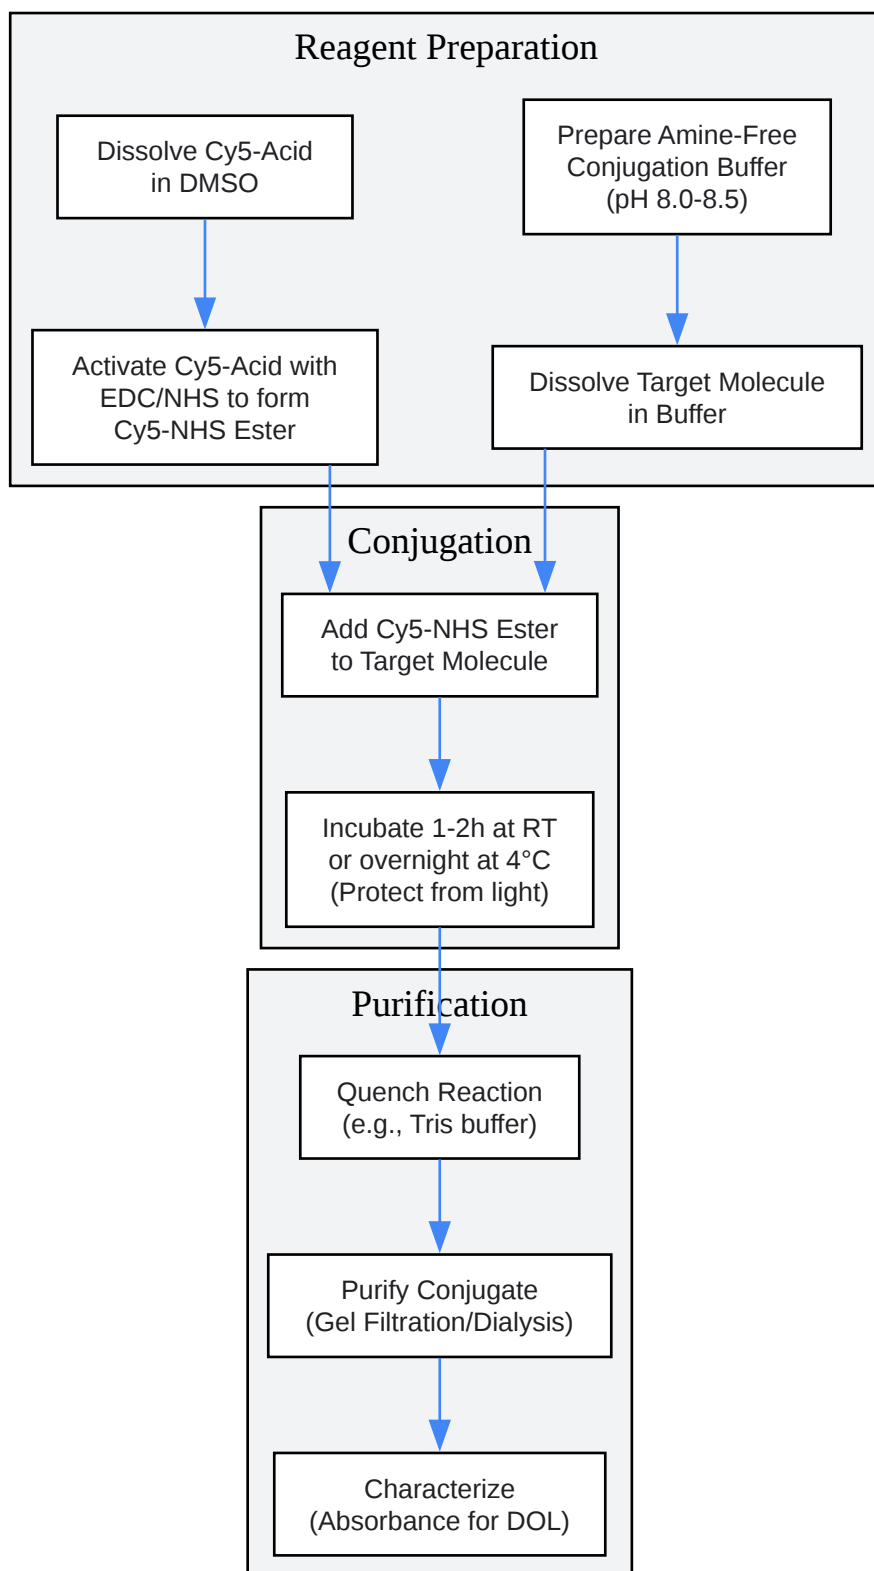 Reagent Preparation
Dissolve Cy5-Acid
in DMSO
Prepare Amine-Free
Conjugation Buffer
(pH 8.0-8.5)
Activate Cy5-Acid with
EDC/NHS to form
Cy5-NHS Ester
Dissolve Target Molecule
in Buffer
Conjugation
Add Cy5-NHS Ester
to Target Molecule
Incubate 1-2h at RT
or overnight at 4°C
(Protect from light)
Purification
Quench Reaction
(e.g., Tris buffer)
Purify Conjugate
(Gel Filtration/Dialysis)
Characterize
(Absorbance for DOL)